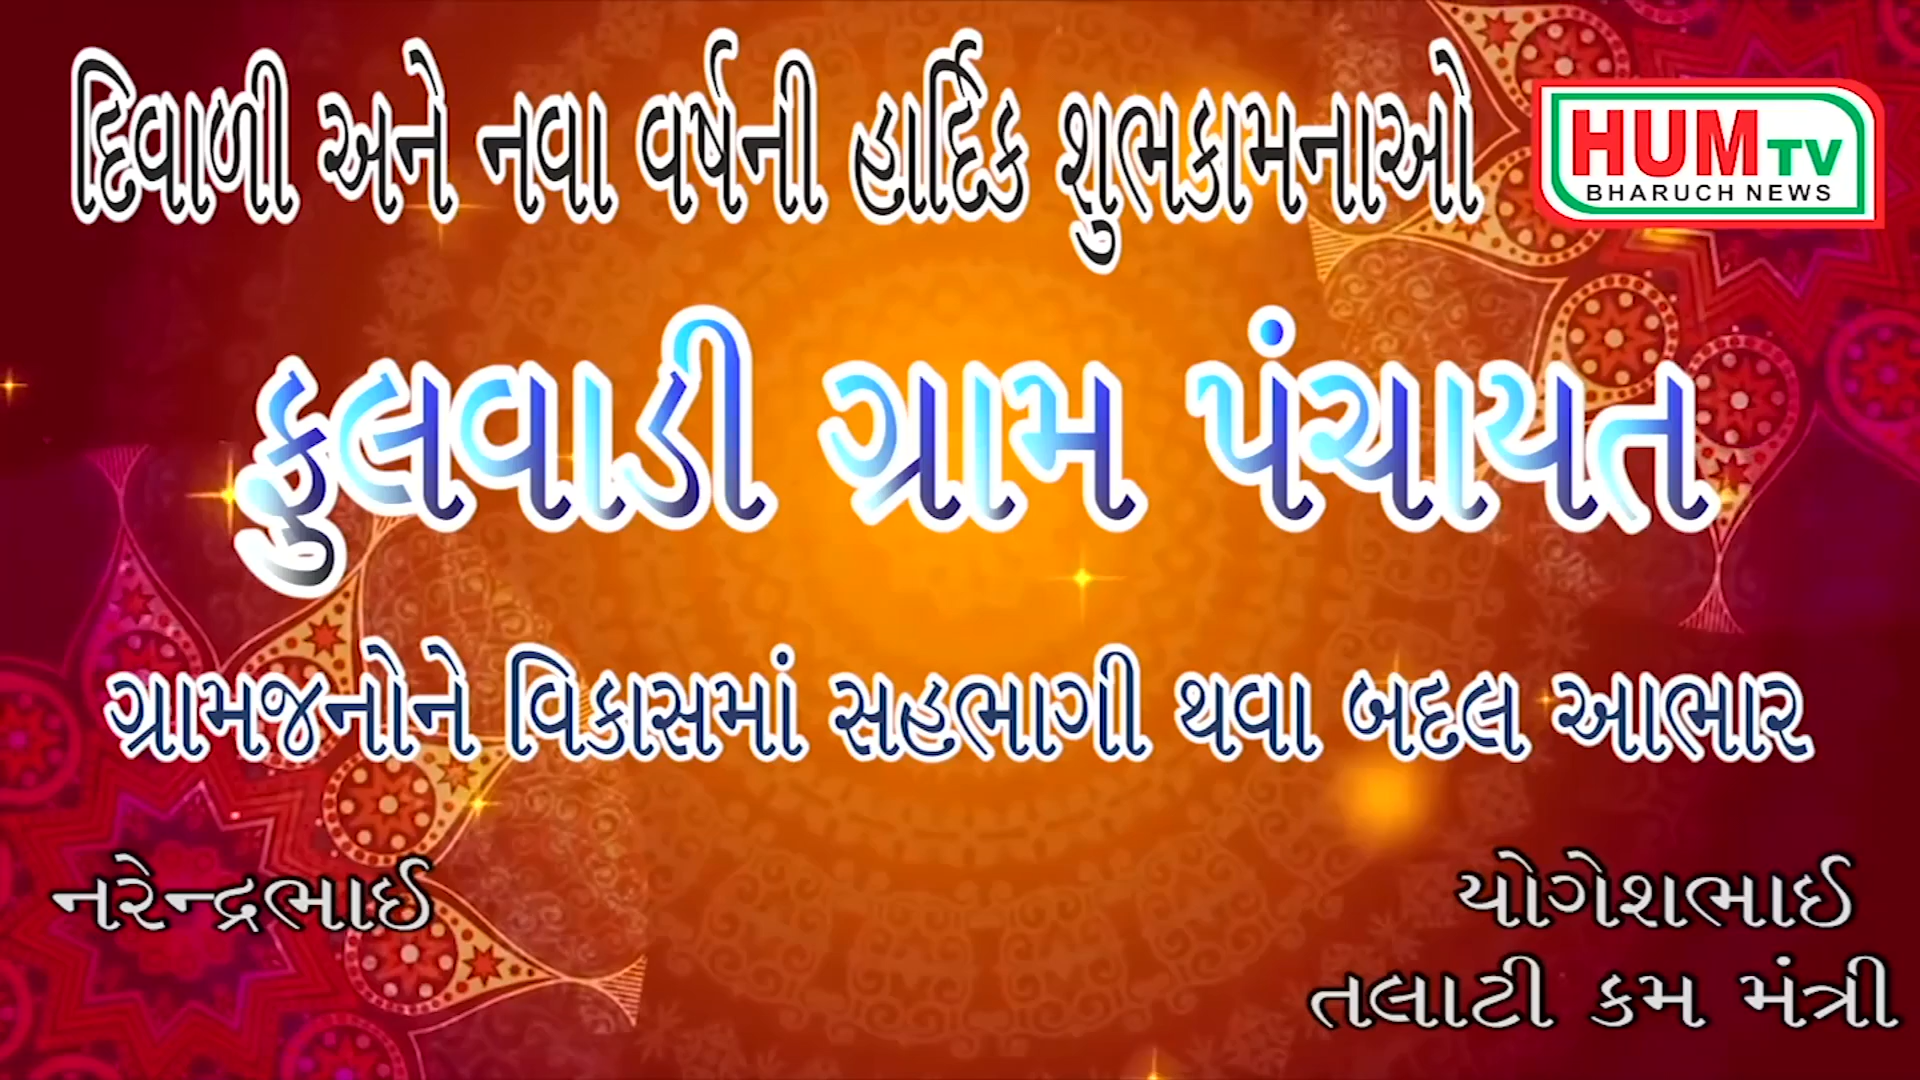 દિવાળી અને નવા વર્ષની હાર્દિક શુભકામનાઓ
HUM TV
BHARUCH NEWS
ફુલવાડી ગ્રામ પંચાયત
ગ્રામજનોને વિકાસમાં સહભાગી થવા બદલ આભાર
નરેન્દ્રભાઈ
યોગેશભાઈ
તલાટી કમ મંત્રી